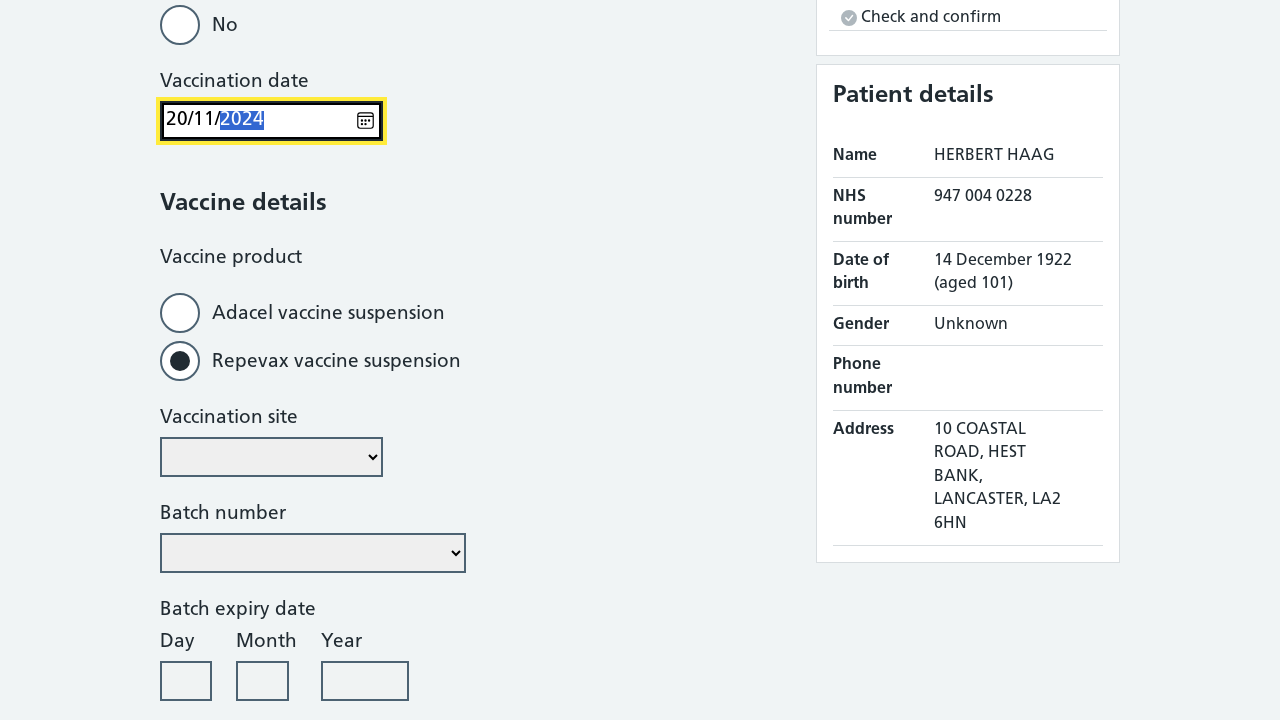 No
Vaccination date
20/11/2024
Vaccine details
Vaccine product
Adacel vaccine suspension
Repevax vaccine suspension
Vaccination site
Batch number
Batch expiry date
Day Month Year
Check and confirm
Patient details
Name HERBERT HAAG
NHS number 947 004 0228
Date of birth 14 December 1922 (aged 101)
Gender Unknown
Phone number
Address 10 COASTAL
ROAD, HEST
BANK,
LANCASTER, LA2
6HN